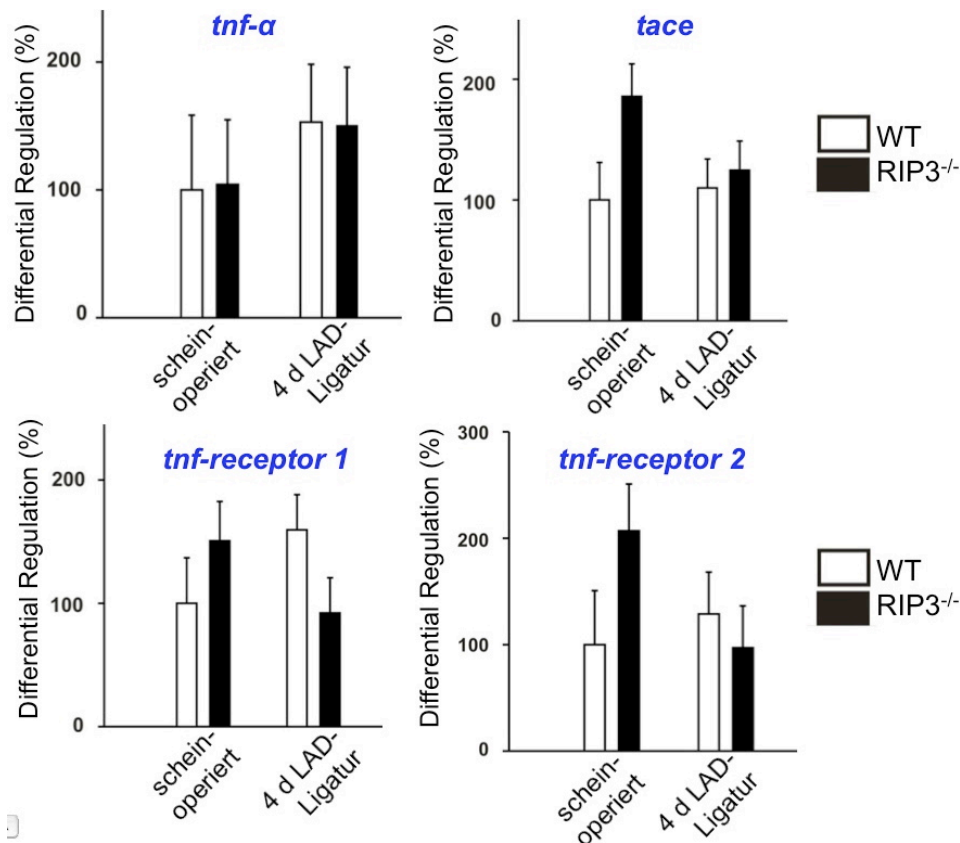 tnf-α
Differential Regulation (%)
200
100
0
schein-
operiert
4 d LAD-
Ligatur
tace
Differential Regulation (%)
200
100
0
schein-
operiert
4 d LAD-
Ligatur
WT
RIP3-/-
tnf-receptor 1
Differential Regulation (%)
200
100
0
schein-
operiert
4 d LAD-
Ligatur
tnf-receptor 2
Differential Regulation (%)
300
200
100
0
schein-
operiert
4 d LAD-
Ligatur
WT
RIP3-/-